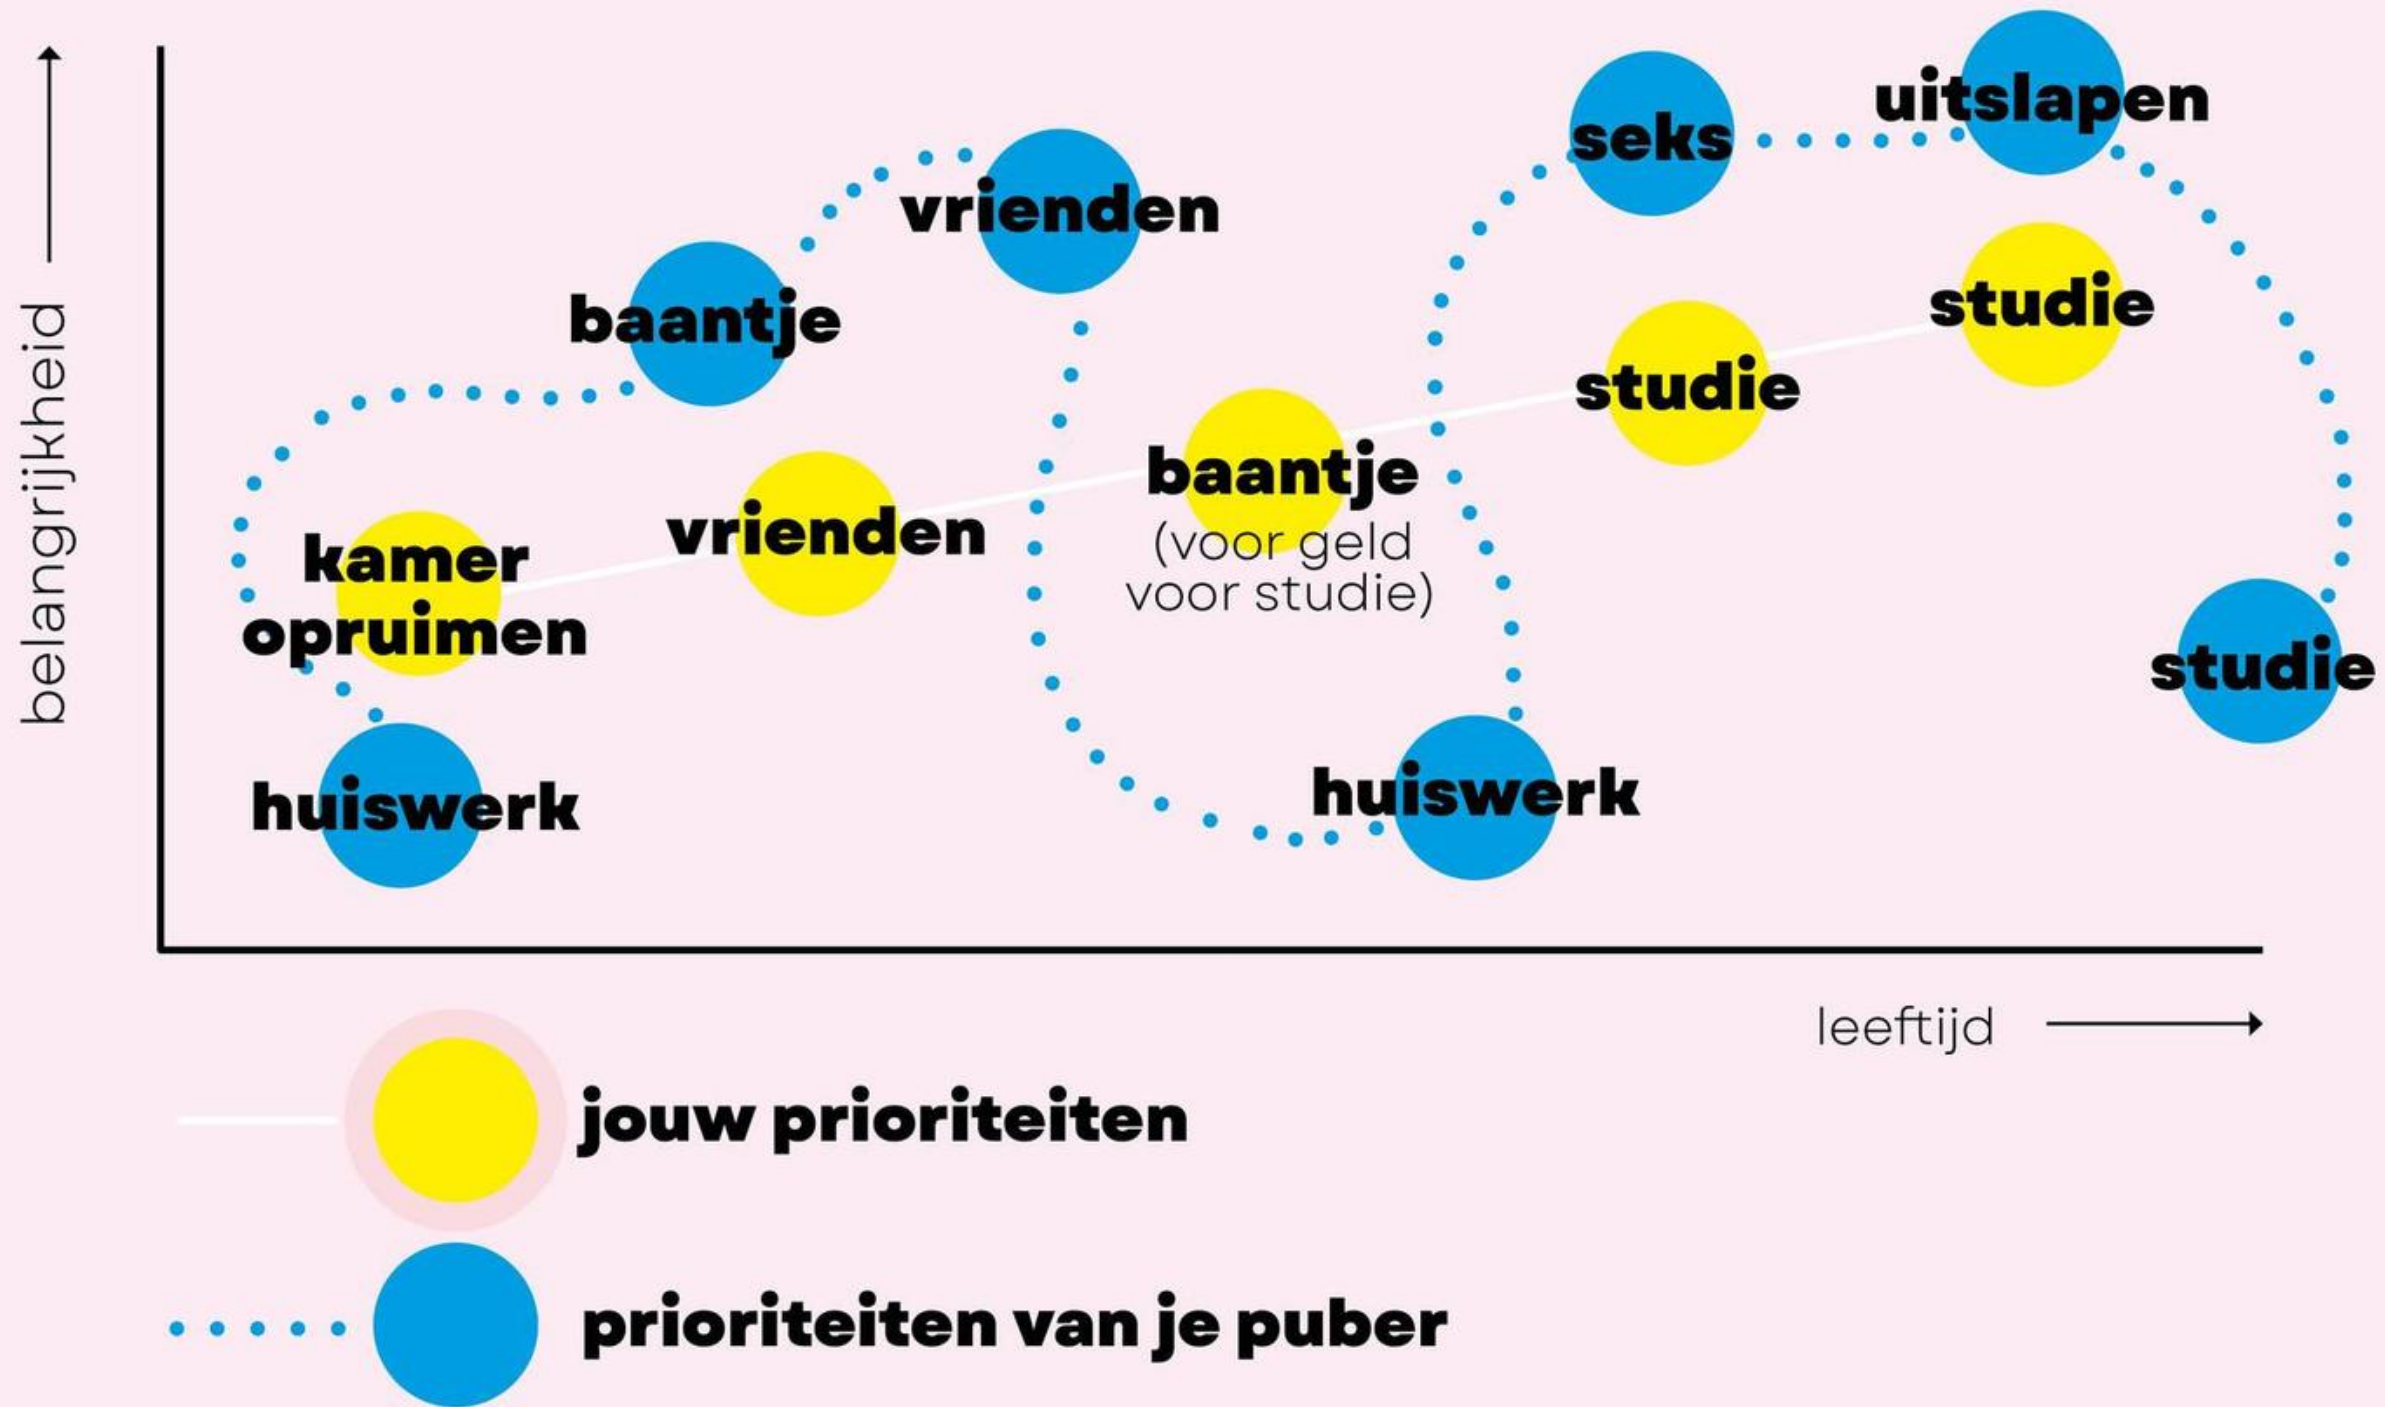 belangrijkheid
uitslapen
seks
vrienden
baantje
studie
studie
baantje
(voor geld
voor studie)
vrienden
kamer
opruimen
studie
huiswerk
huiswerk
leeftijd
jouw prioriteiten
prioriteiten van je puber